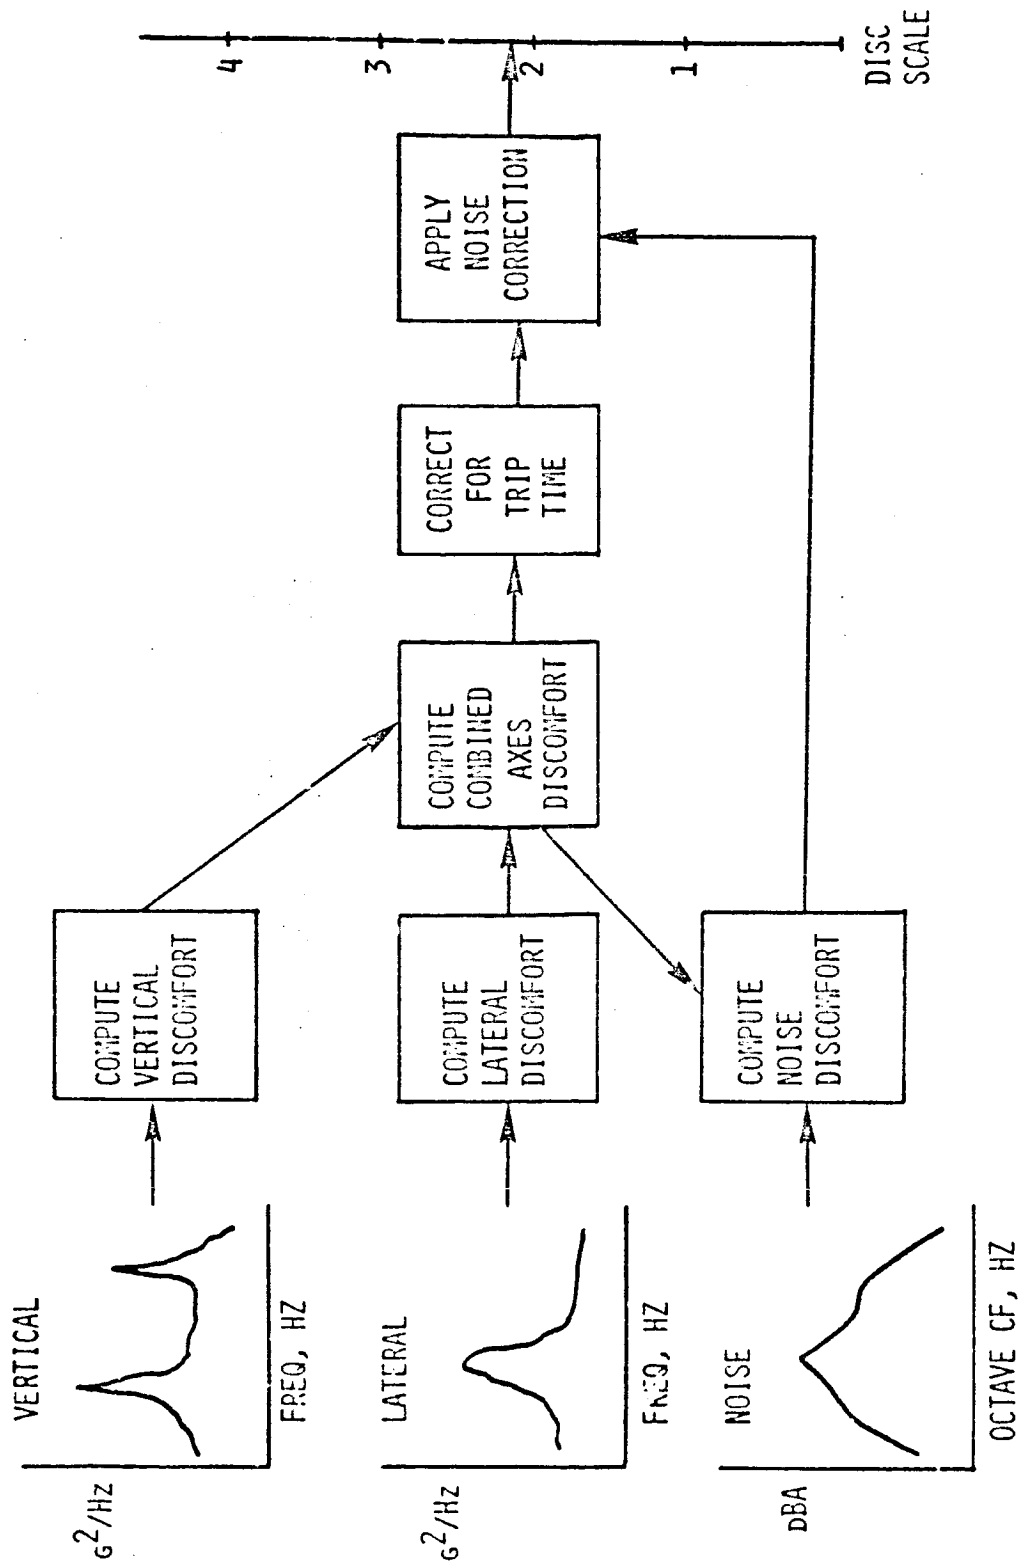 VERTICAL
G²/HZ
FREQ, HZ
COMPUTE
VERTICAL
DISCOMFORT
LATERAL
G²/HZ
FREQ, HZ
COMPUTE
LATERAL
DISCOMFORT
NOISE
DBA
OCTAVE CF, HZ
COMPUTE
NOISE
DISCOMFORT
COMPUTE
COMBINED
AXES
DISCOMFORT
CORRECT
FOR
TRIP
TIME
APPLY
NOISE
CORRECTION
4
3
2
1
DISC
SCALE